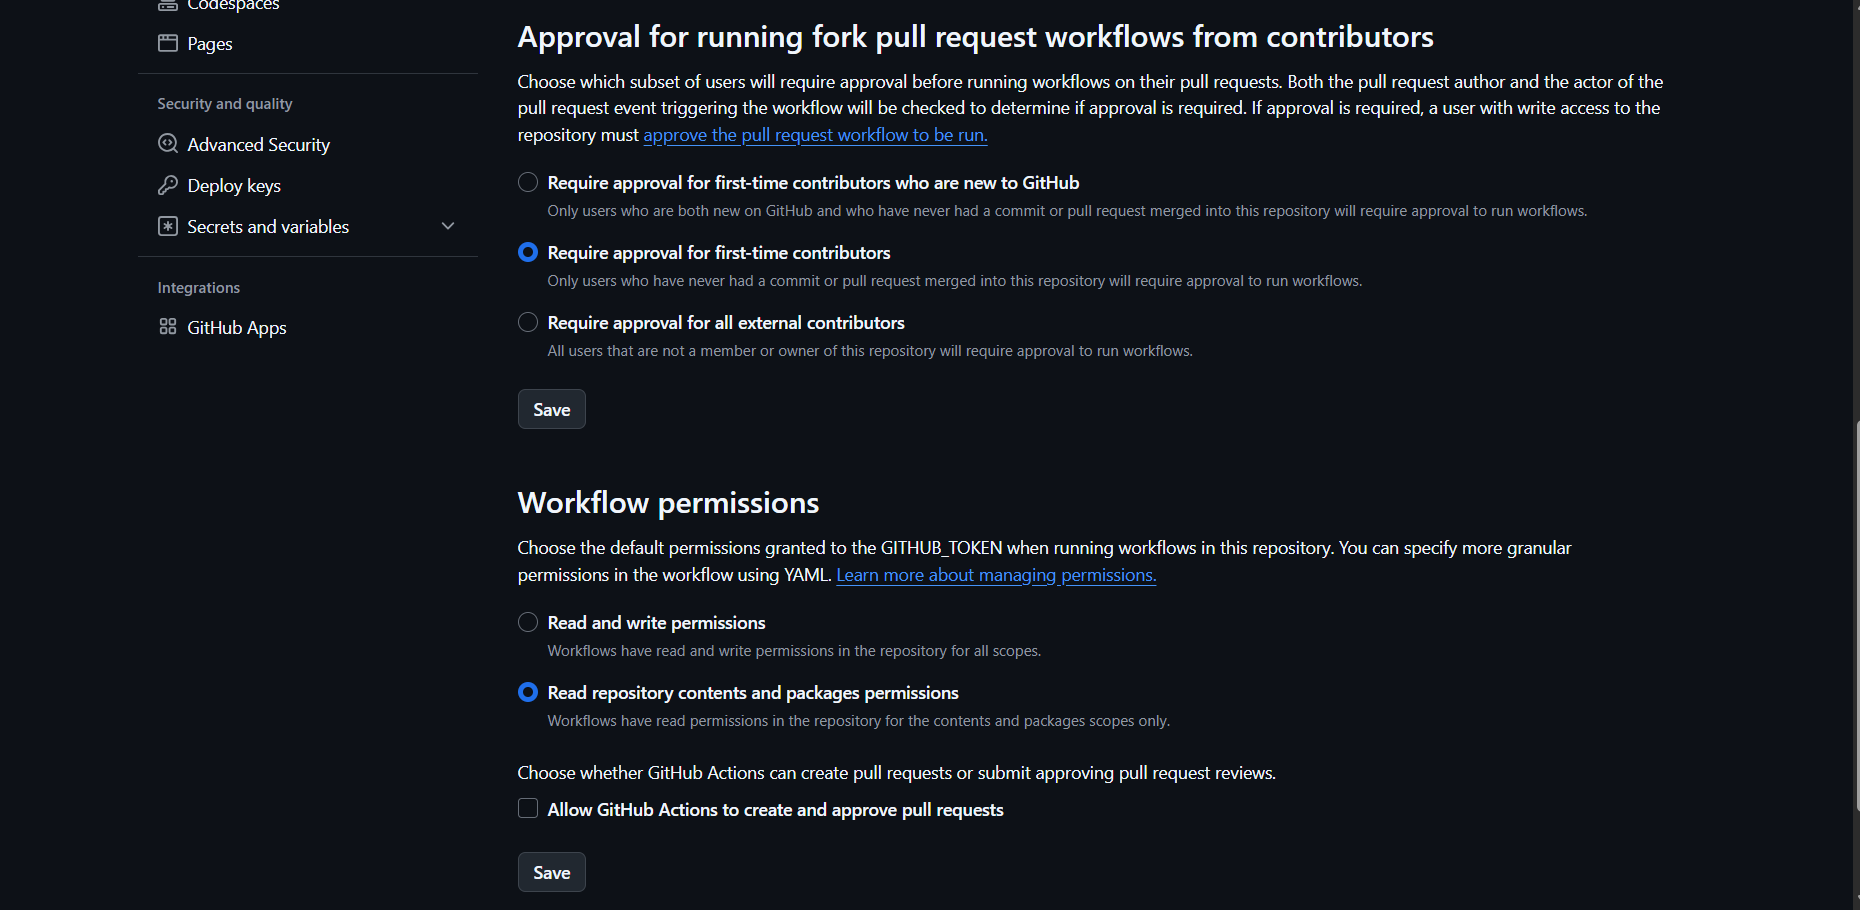 Codespaces
Pages
Security and quality
Advanced Security
Deploy keys
Secrets and variables
Integrations
GitHub Apps
Approval for running fork pull request workflows from contributors
Choose which subset of users will require approval before running workflows on their pull requests. Both the pull request author and the actor of the
pull request event triggering the workflow will be checked to determine if approval is required. If approval is required, a user with write access to the
repository must approve the pull request workflow to be run.
Require approval for first-time contributors who are new to GitHub
Only users who are both new on GitHub and who have never had a commit or pull request merged into this repository will require approval to run workflows.
Require approval for first-time contributors
Only users who have never had a commit or pull request merged into this repository will require approval to run workflows.
Require approval for all external contributors
All users that are not a member or owner of this repository will require approval to run workflows.
Save
Workflow permissions
Choose the default permissions granted to the GITHUB_TOKEN when running workflows in this repository. You can specify more granular
permissions in the workflow using YAML. Learn more about managing permissions.
Read and write permissions
Workflows have read and write permissions in the repository for all scopes.
Read repository contents and packages permissions
Workflows have read permissions in the repository for the contents and packages scopes only.
Choose whether GitHub Actions can create pull requests or submit approving pull request reviews.
Allow GitHub Actions to create and approve pull requests
Save